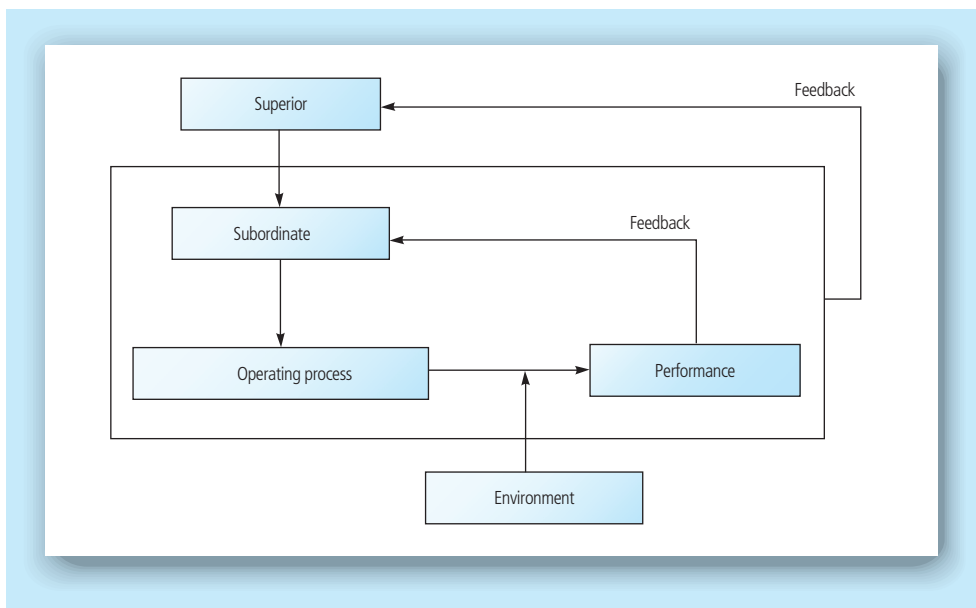 Superior
Feedback
Subordinate
Feedback
Operating process
Performance
Environment